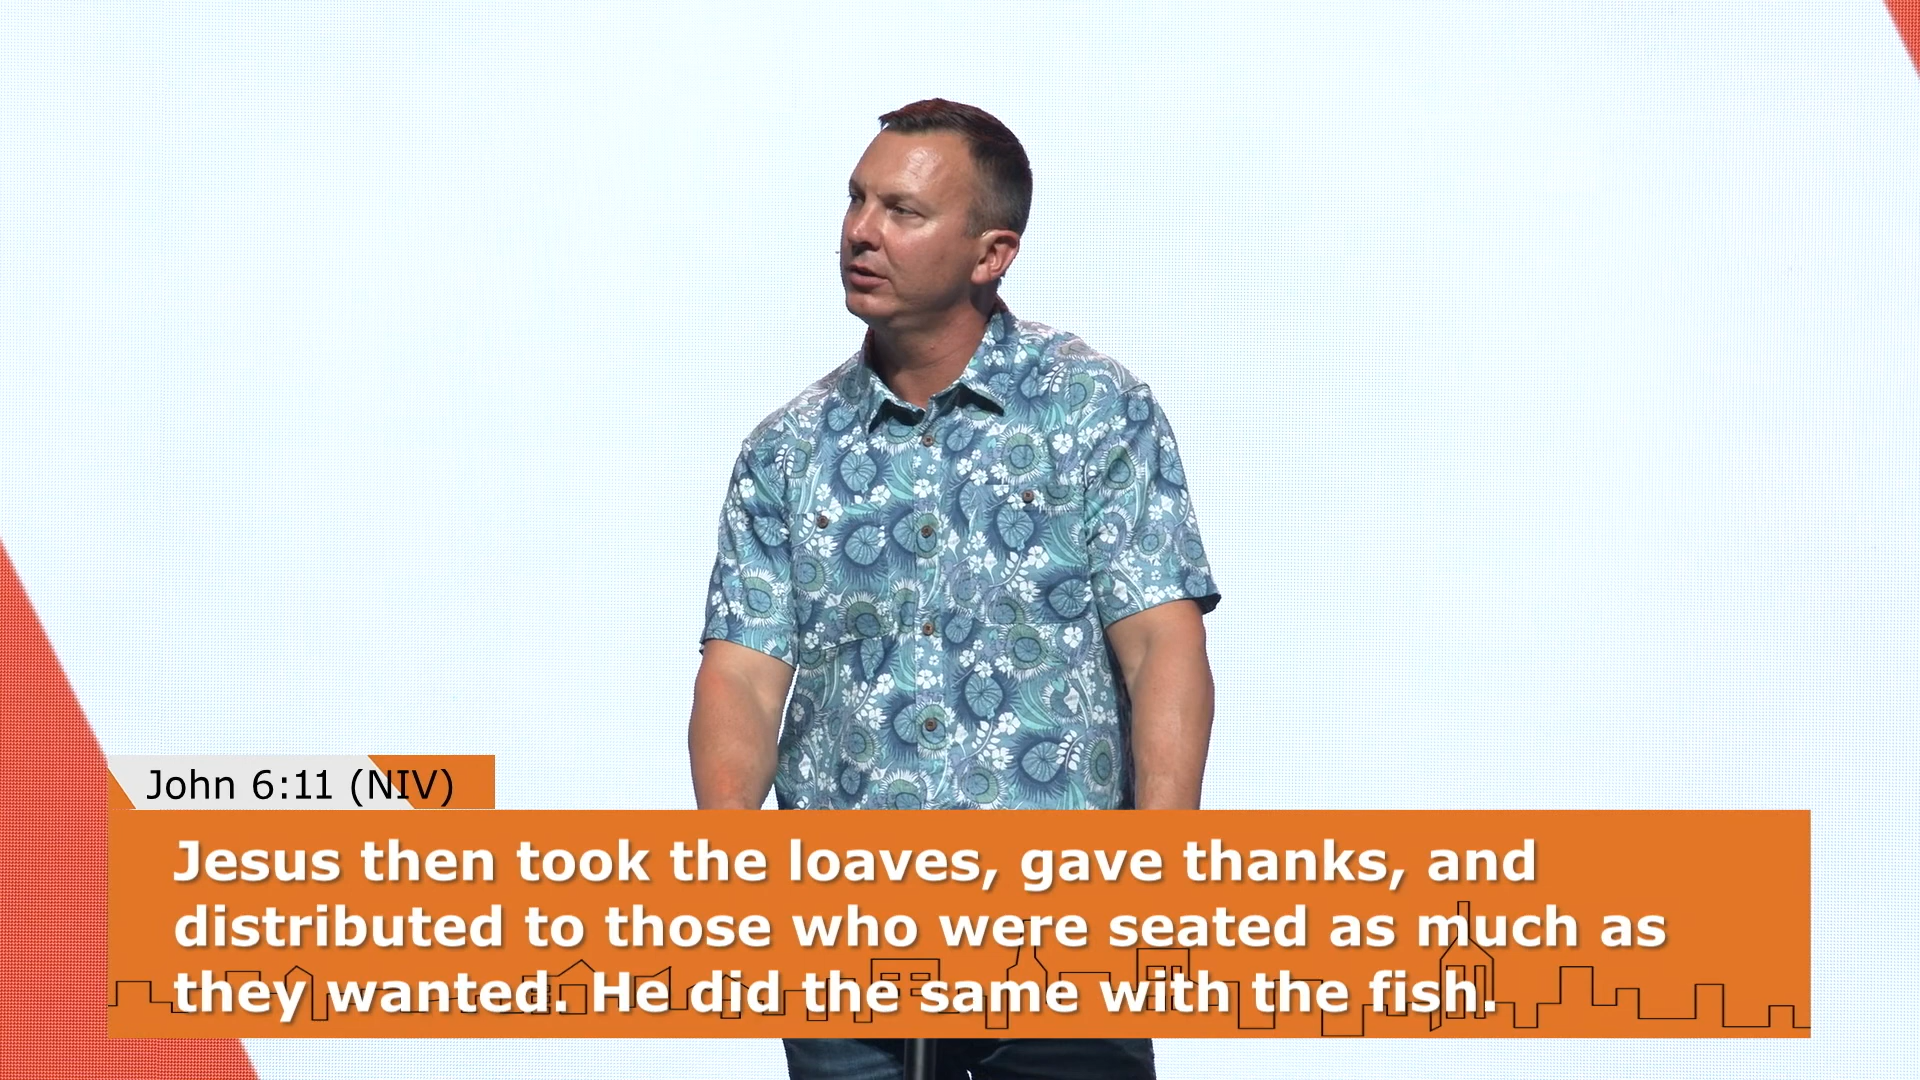 John 6:11 (NIV)
Jesus then took the loaves, gave thanks, and
distributed to those who were seated as much as
they wanted. He did the same with the fish.